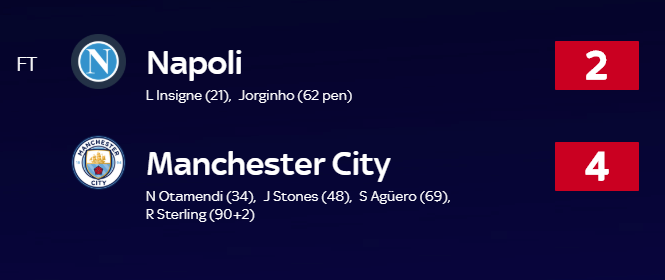 FT
N
Napoli
2
L Insigne (21), Jorginho (62 pen)
MANCHESTER
CITY
Manchester City
4
N Otamendi (34), J Stones (48), S Agüero (69),
R Sterling (90+2)